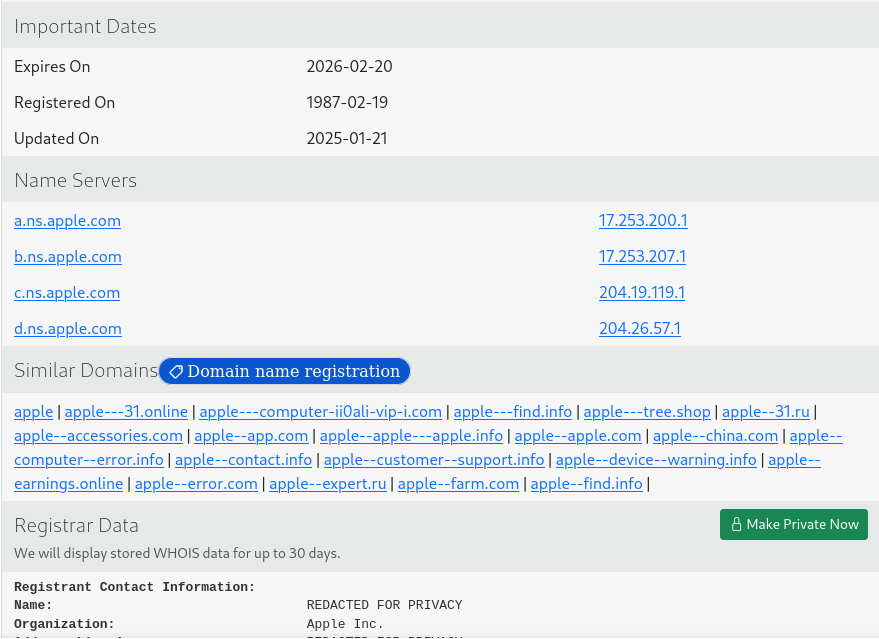 Important Dates
Expires On 2026-02-20
Registered On 1987-02-19
Updated On 2025-01-21
Name Servers
a.ns.apple.com 17.253.200.1
b.ns.apple.com 17.253.207.1
c.ns.apple.com 204.19.119.1
d.ns.apple.com 204.26.57.1
Similar Domains Domain name registration
apple | apple---31.online | apple---computer-ii0ali-vip-i.com | apple---find.info | apple---tree.shop | apple--31.ru |
apple--accessories.com | apple--app.com | apple--apple---apple.info | apple--apple.com | apple--china.com | apple--
computer--error.info | apple--contact.info | apple--customer--support.info | apple--device--warning.info | apple--
earnings.online | apple--error.com | apple--expert.ru | apple--farm.com | apple--find.info |
Registrar Data Make Private Now
We will display stored WHOIS data for up to 30 days.
Registrant Contact Information:
Name: REDACTED FOR PRIVACY
Organization: Apple Inc.